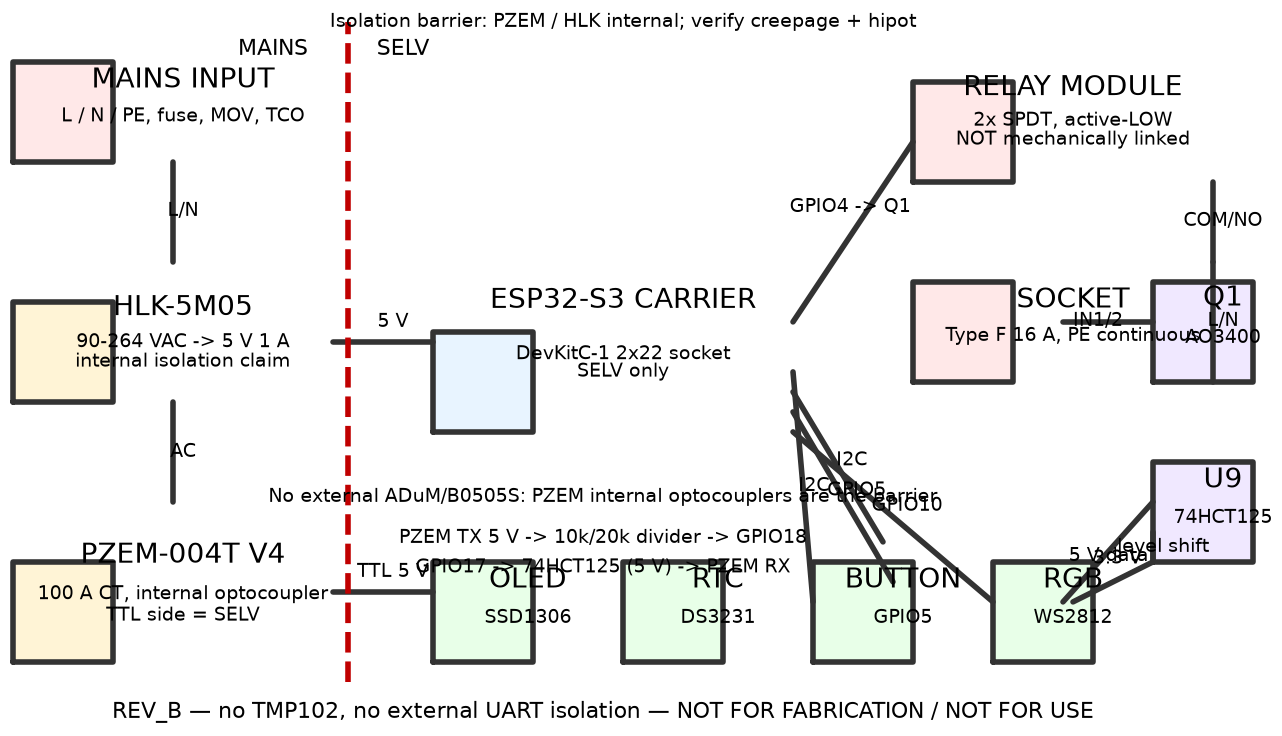 Isolation barrier: PZEM / HLK internal; verify creepage + hipot
MAINS
SELV
MAINS INPUT
L / N / PE, fuse, MOV, TCO
L/N
HLK-5M05
90-264 VAC -> 5 V 1 A
internal isolation claim
AC
PZEM-004T V4
100 A CT, internal optocoupler
TTL side = SELV
5 V
TTL 5 V
ESP32-S3 CARRIER
DevKitC-1 2x22 socket
SELV only
RELAY MODULE
2x SPDT, active-LOW
NOT mechanically linked
GPIO4 -> Q1
COM/NO
SOCKET
Type F 16 A, PE continuous
IN1/2
Q1
L/N
AO3400
I2C
I2C
GPIO5
GPIO10
No external ADuM/B0505S: PZEM internal optocouplers are the barrier
PZEM TX 5 V -> 10k/20k divider -> GPIO18
GPIO17 -> 74HCT125 (5 V) -> PZEM RX
U9
74HCT125
level shift
5 V data
3.3 V
OLED
SSD1306
RTC
DS3231
BUTTON
GPIO5
RGB
WS2812
REV_B — no TMP102, no external UART isolation — NOT FOR FABRICATION / NOT FOR USE